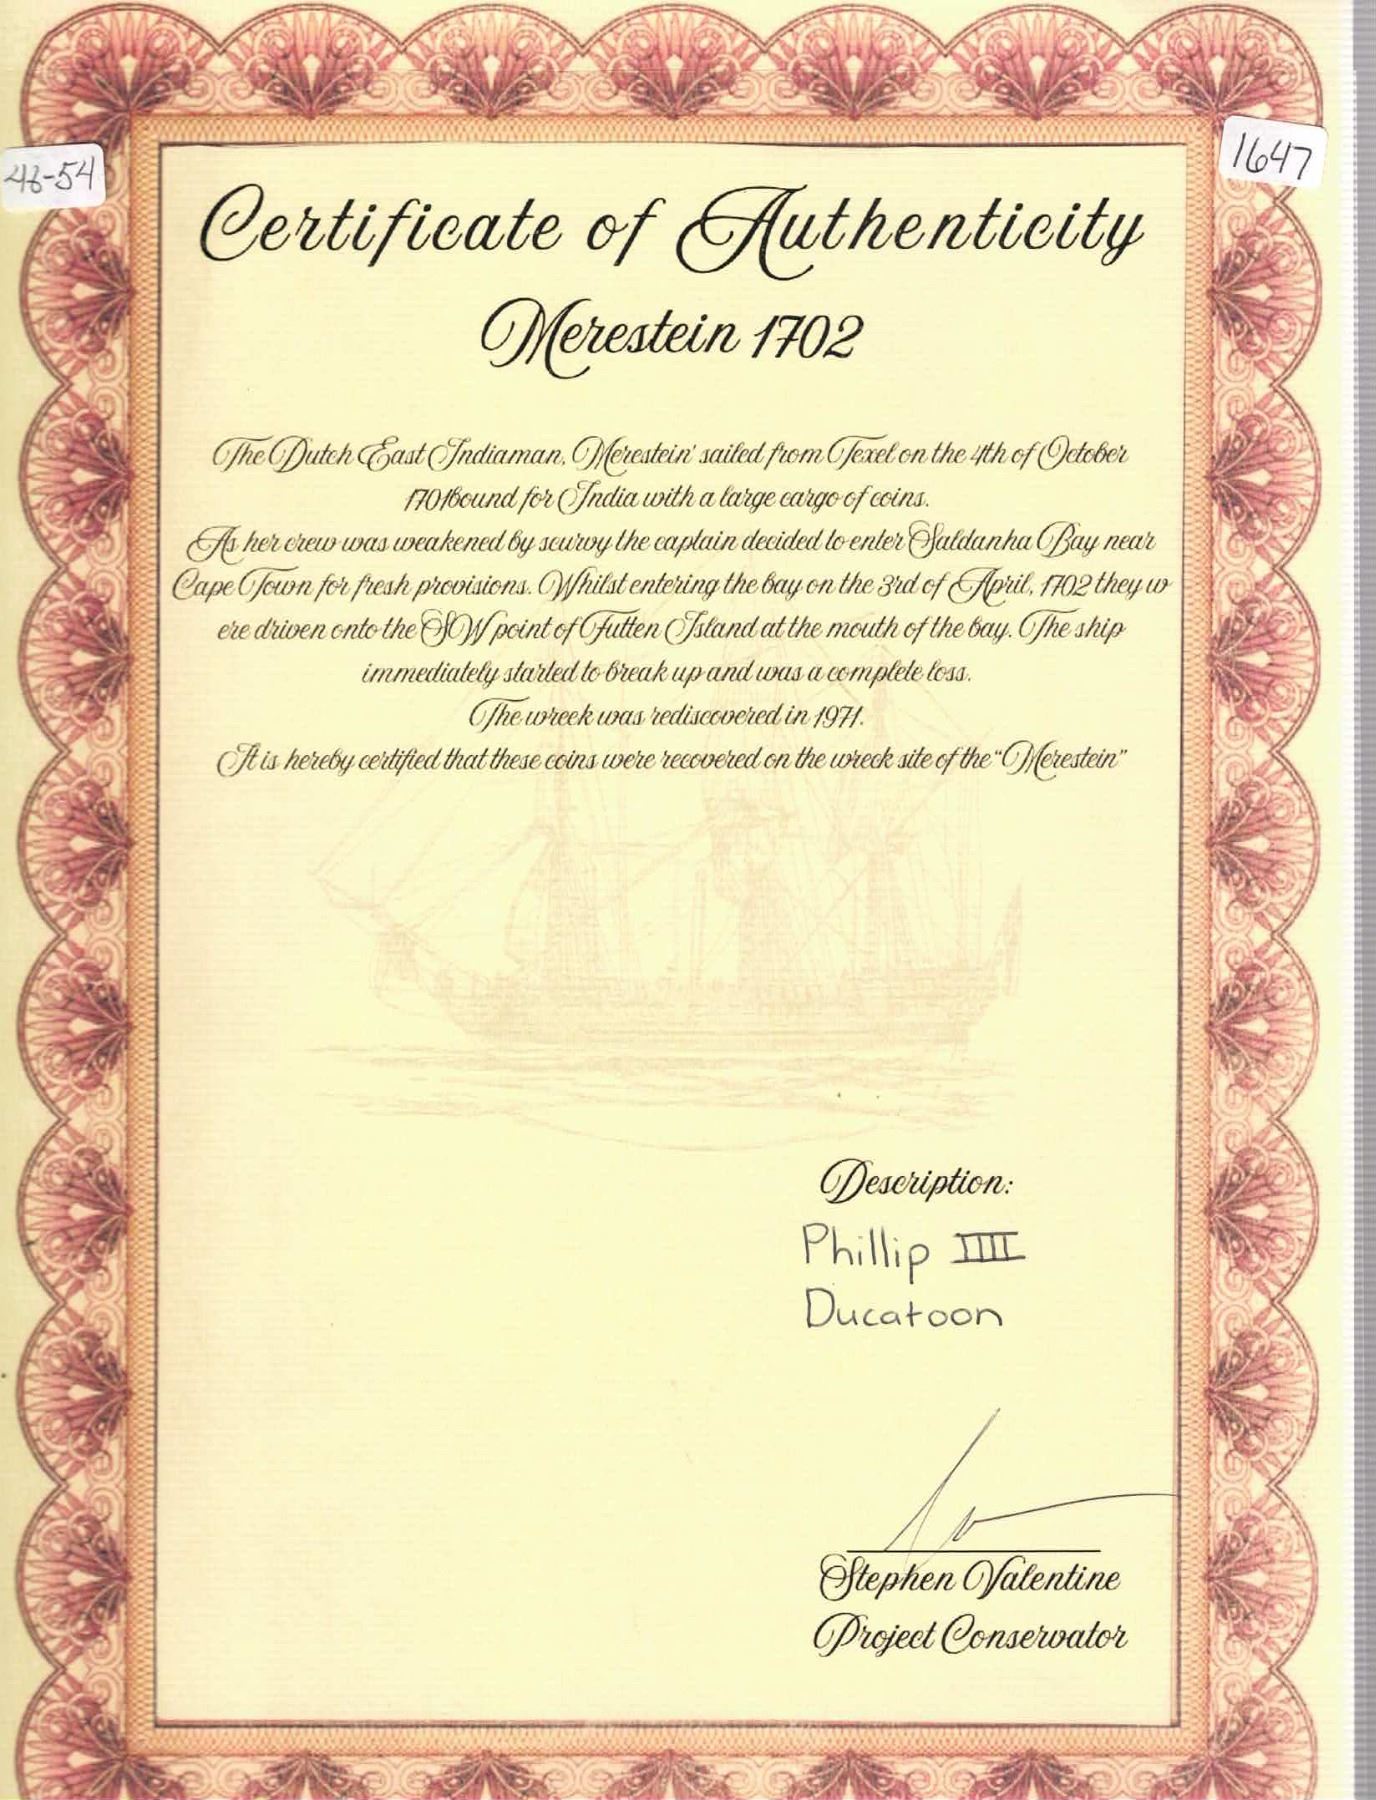 48-54
1647
Certificate of Authenticity
Merestein 1702
The Dutch East Indiaman, Merestein' sailed from Texel on the 4th of October
1701bound for India with a large cargo of coins.
As her crew was weakened by scurvy the captain decided to enter Saldanha Bay near
Cape Town for fresh provisions. Whilst entering the bay on the 3rd of April, 1702 they w
ere driven onto the SW point of Jutten Island at the mouth of the bay. The ship
immediately started to break up and was a complete loss.
The wreck was rediscovered in 1971.
It is hereby certified that these coins were recovered on the wreck site of the "Merestein"
Description:
Phillip IIII
Ducatoon
Stephen Valentine
Project Conservator